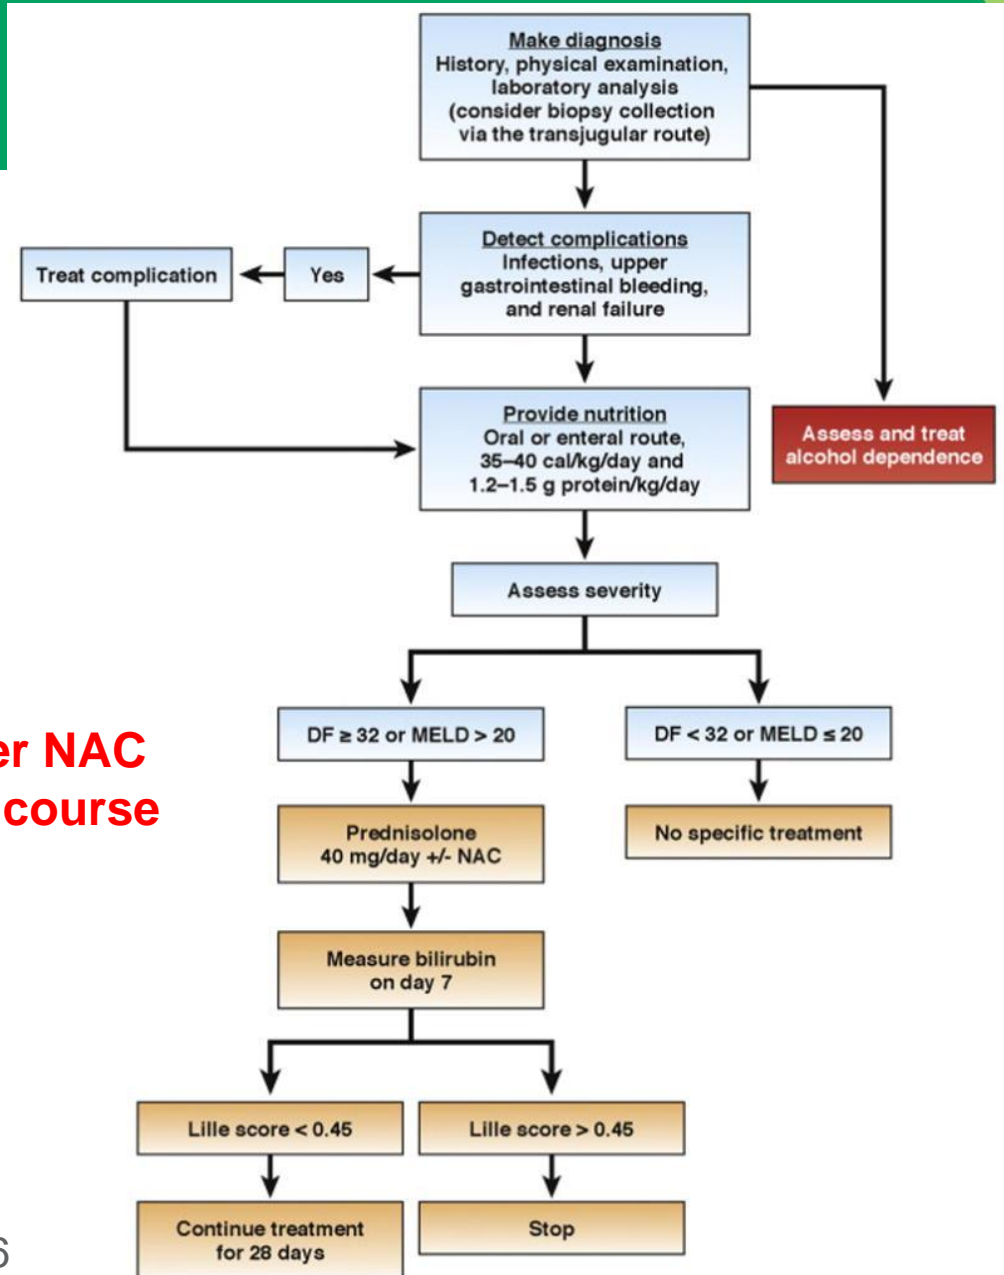 Make diagnosis
History, physical examination,
laboratory analysis
(consider biopsy collection
via the transjugular route)
Detect complications
Infections, upper
gastrointestinal bleeding,
and renal failure
Yes
Treat complication
Provide nutrition
Oral or enteral route,
35–40 cal/kg/day and
1.2–1.5 g protein/kg/day
Assess and treat
alcohol dependence
Assess severity
DF ≥ 32 or MELD > 20
DF < 32 or MELD ≤ 20
er NAC
course
Prednisolone
40 mg/day +/- NAC
No specific treatment
Measure bilirubin
on day 7
Lille score < 0.45
Lille score > 0.45
Continue treatment
for 28 days
Stop
6